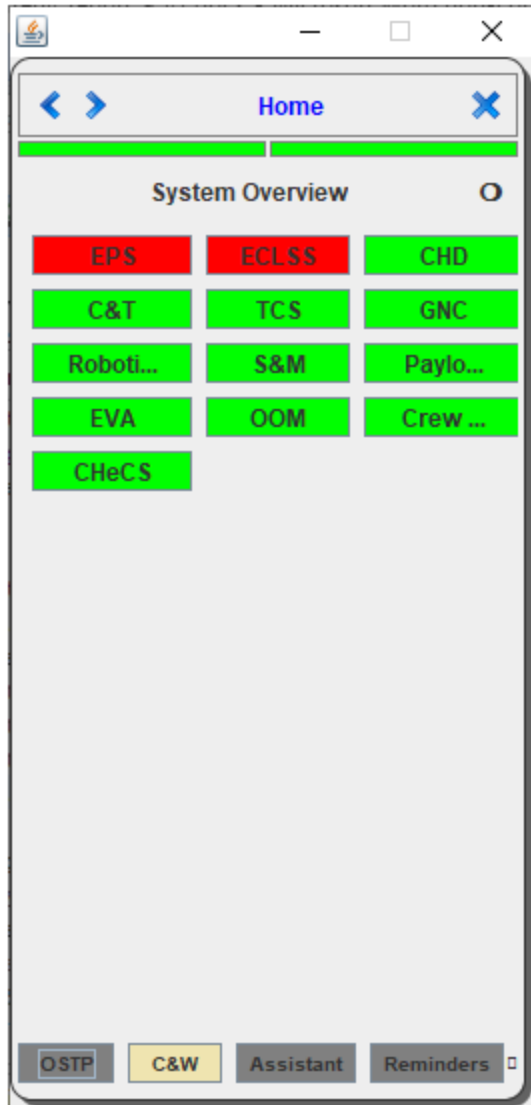 Home
System Overview O
EPS ECLSS CHD
C&T TCS GNC
Roboti... S&M Paylo...
EVA OOM Crew ...
CHeCS
OSTP C&W Assistant Reminders